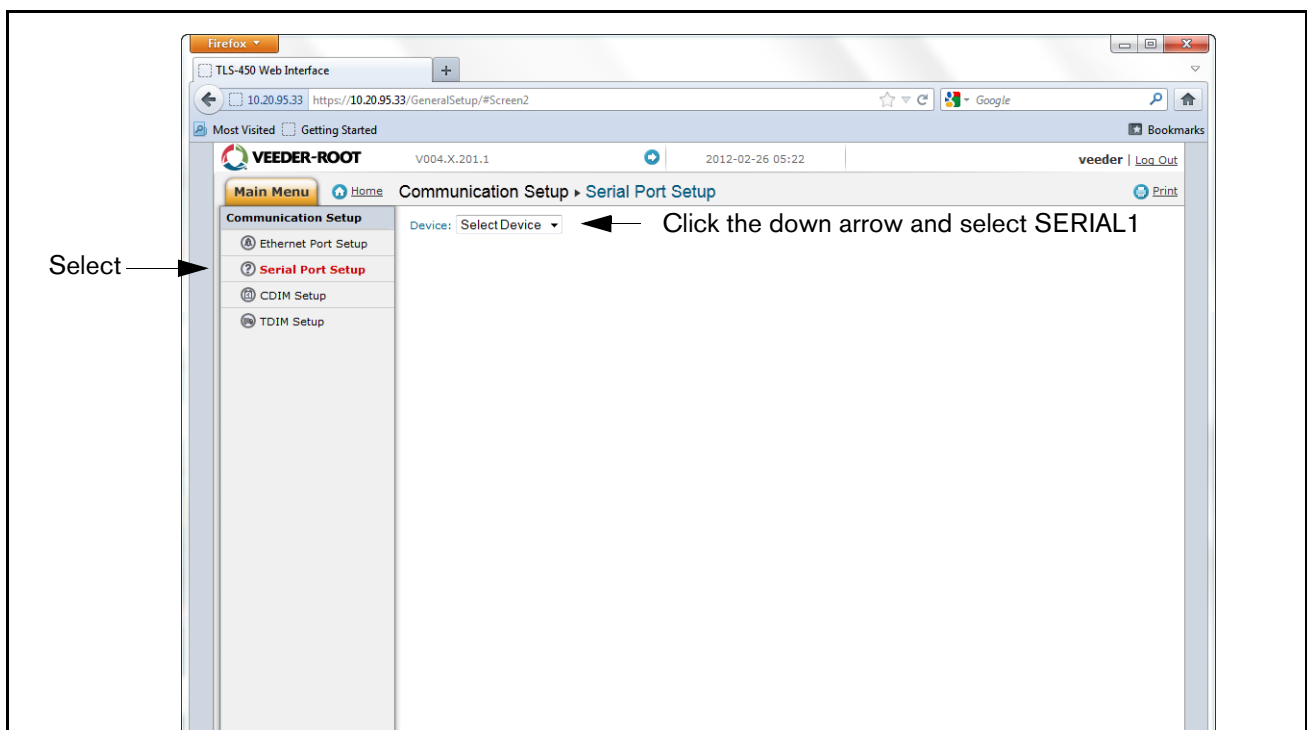 Firefox
TLS-450 Web Interface
10.20.95.33 https://10.20.95.33/GeneralSetup/#Screen2
Google
Most Visited Getting Started
Bookmarks
VEEDER-ROOT V004.X.201.1 2012-02-26 05:22 veeder | Log Out
Main Menu Home Communication Setup ▸ Serial Port Setup Print
Communication Setup
Device: Select Device
Click the down arrow and select SERIAL1
Ethernet Port Setup
Select
Serial Port Setup
CDIM Setup
TDIM Setup